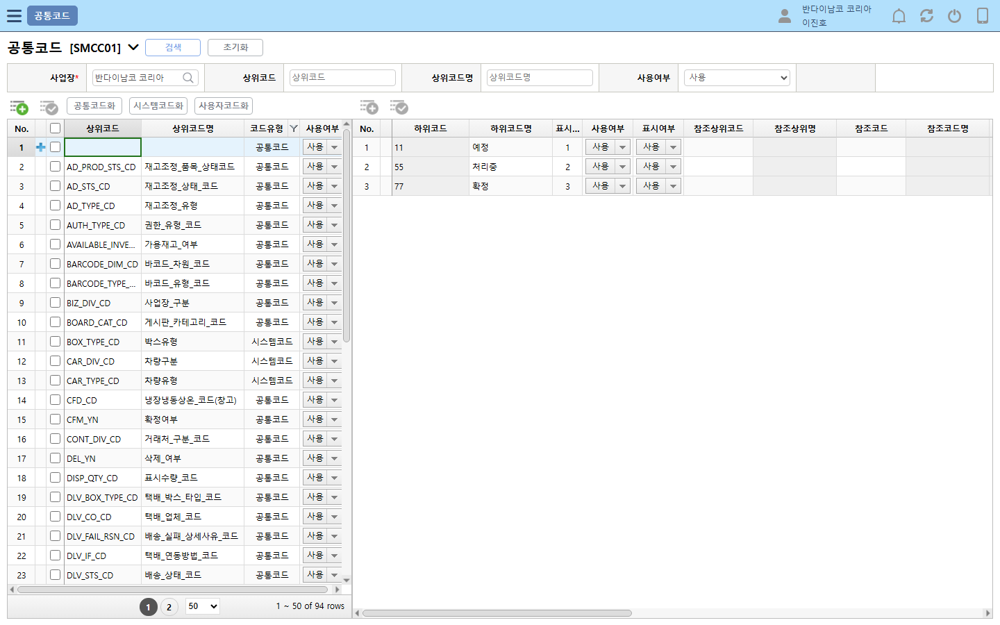 공통코드
반다이남코 코리아
이진호
공통코드 [SMCC01] 검색 초기화
사업장* 반다이남코 코리아 상위코드 상위코드 상위코드명 상위코드명 사용여부 사용
공통코드화 시스템코드화 사용자코드화
No. 상위코드 상위코드명 코드유형 사용여부
1 공통코드 사용
2 AD_PROD_STS_CD 재고조정_품목_상태코드 공통코드 사용
3 AD_STS_CD 재고조정_상태_코드 공통코드 사용
4 AD_TYPE_CD 재고조정_유형 공통코드 사용
5 AUTH_TYPE_CD 권한_유형_코드 공통코드 사용
6 AVAILABLE_INVE... 가용재고_여부 공통코드 사용
7 BARCODE_DIM_CD 바코드_차원_코드 공통코드 사용
8 BARCODE_TYPE_... 바코드_유형_코드 공통코드 사용
9 BIZ_DIV_CD 사업장_구분 공통코드 사용
10 BOARD_CAT_CD 게시판_카테고리_코드 공통코드 사용
11 BOX_TYPE_CD 박스유형 시스템코드 사용
12 CAR_DIV_CD 차량구분 시스템코드 사용
13 CAR_TYPE_CD 차량유형 시스템코드 사용
14 CFD_CD 냉장냉동상온_코드(창고) 공통코드 사용
15 CFM_YN 확정여부 공통코드 사용
16 CONT_DIV_CD 거래처_구분_코드 공통코드 사용
17 DEL_YN 삭제_여부 공통코드 사용
18 DISP_QTY_CD 표시수량_코드 공통코드 사용
19 DLV_BOX_TYPE_CD 택배_박스_타입_코드 공통코드 사용
20 DLV_CO_CD 택배_업체_코드 공통코드 사용
21 DLV_FAIL_RSN_CD 배송_실패_상세사유_코드 공통코드 사용
22 DLV_IF_CD 택배_연동방법_코드 공통코드 사용
23 DLV_STS_CD 배송_상태_코드 공통코드 사용
1 2 50 1 ~ 50 of 94 rows
No. 하위코드 하위코드명 표시... 사용여부 표시여부 참조상위코드 참조상위명 참조코드 참조코드명
1 11 예정 1 사용 사용
2 55 처리중 2 사용 사용
3 77 확정 3 사용 사용